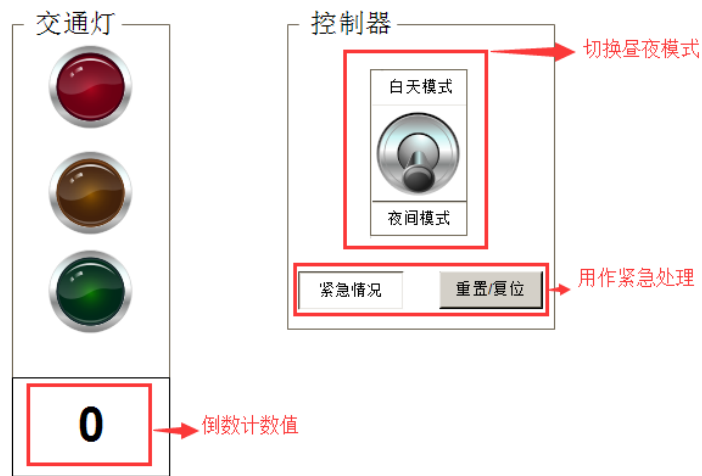 交通灯
控制器
切换昼夜模式
白天模式
夜间模式
紧急情况
重置/复位
用作紧急处理
0
倒数计数值